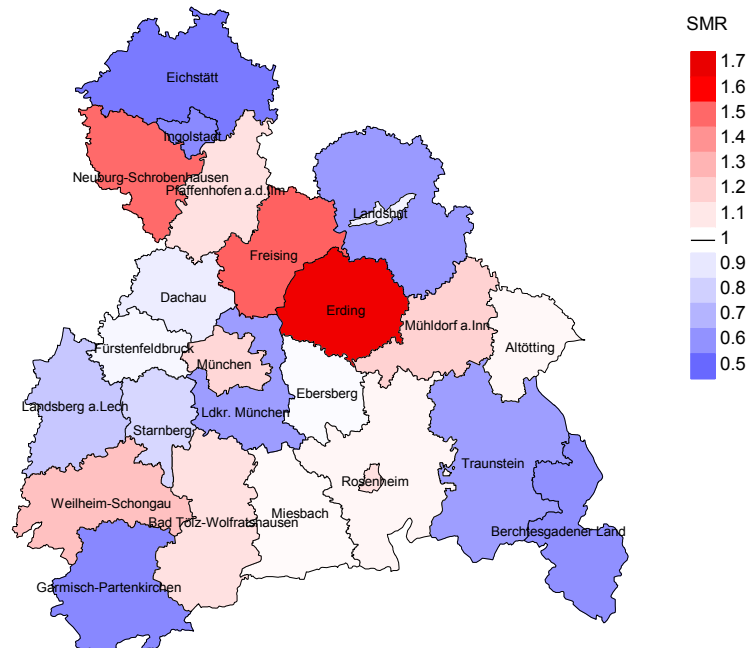 SMR
1.7
1.6
1.5
1.4
1.3
1.2
1.1
1
0.9
0.8
0.7
0.6
0.5
Eichstätt
Ingolstadt
Neuburg-Schrobenhausen
Pfaffenhofen a.d.Ilm
Landshut
Freising
Dachau
Erding
Mühldorf a.Inn
Fürstenfeldbruck
München
Altötting
Ebersberg
Landsberg a.Lech
Ldkr. München
Starnberg
Traunstein
Weilheim-Schongau
Rosenheim
Miesbach
Bad Tölz-Wolfratshausen
Berchtesgadener Land
Garmisch-Partenkirchen